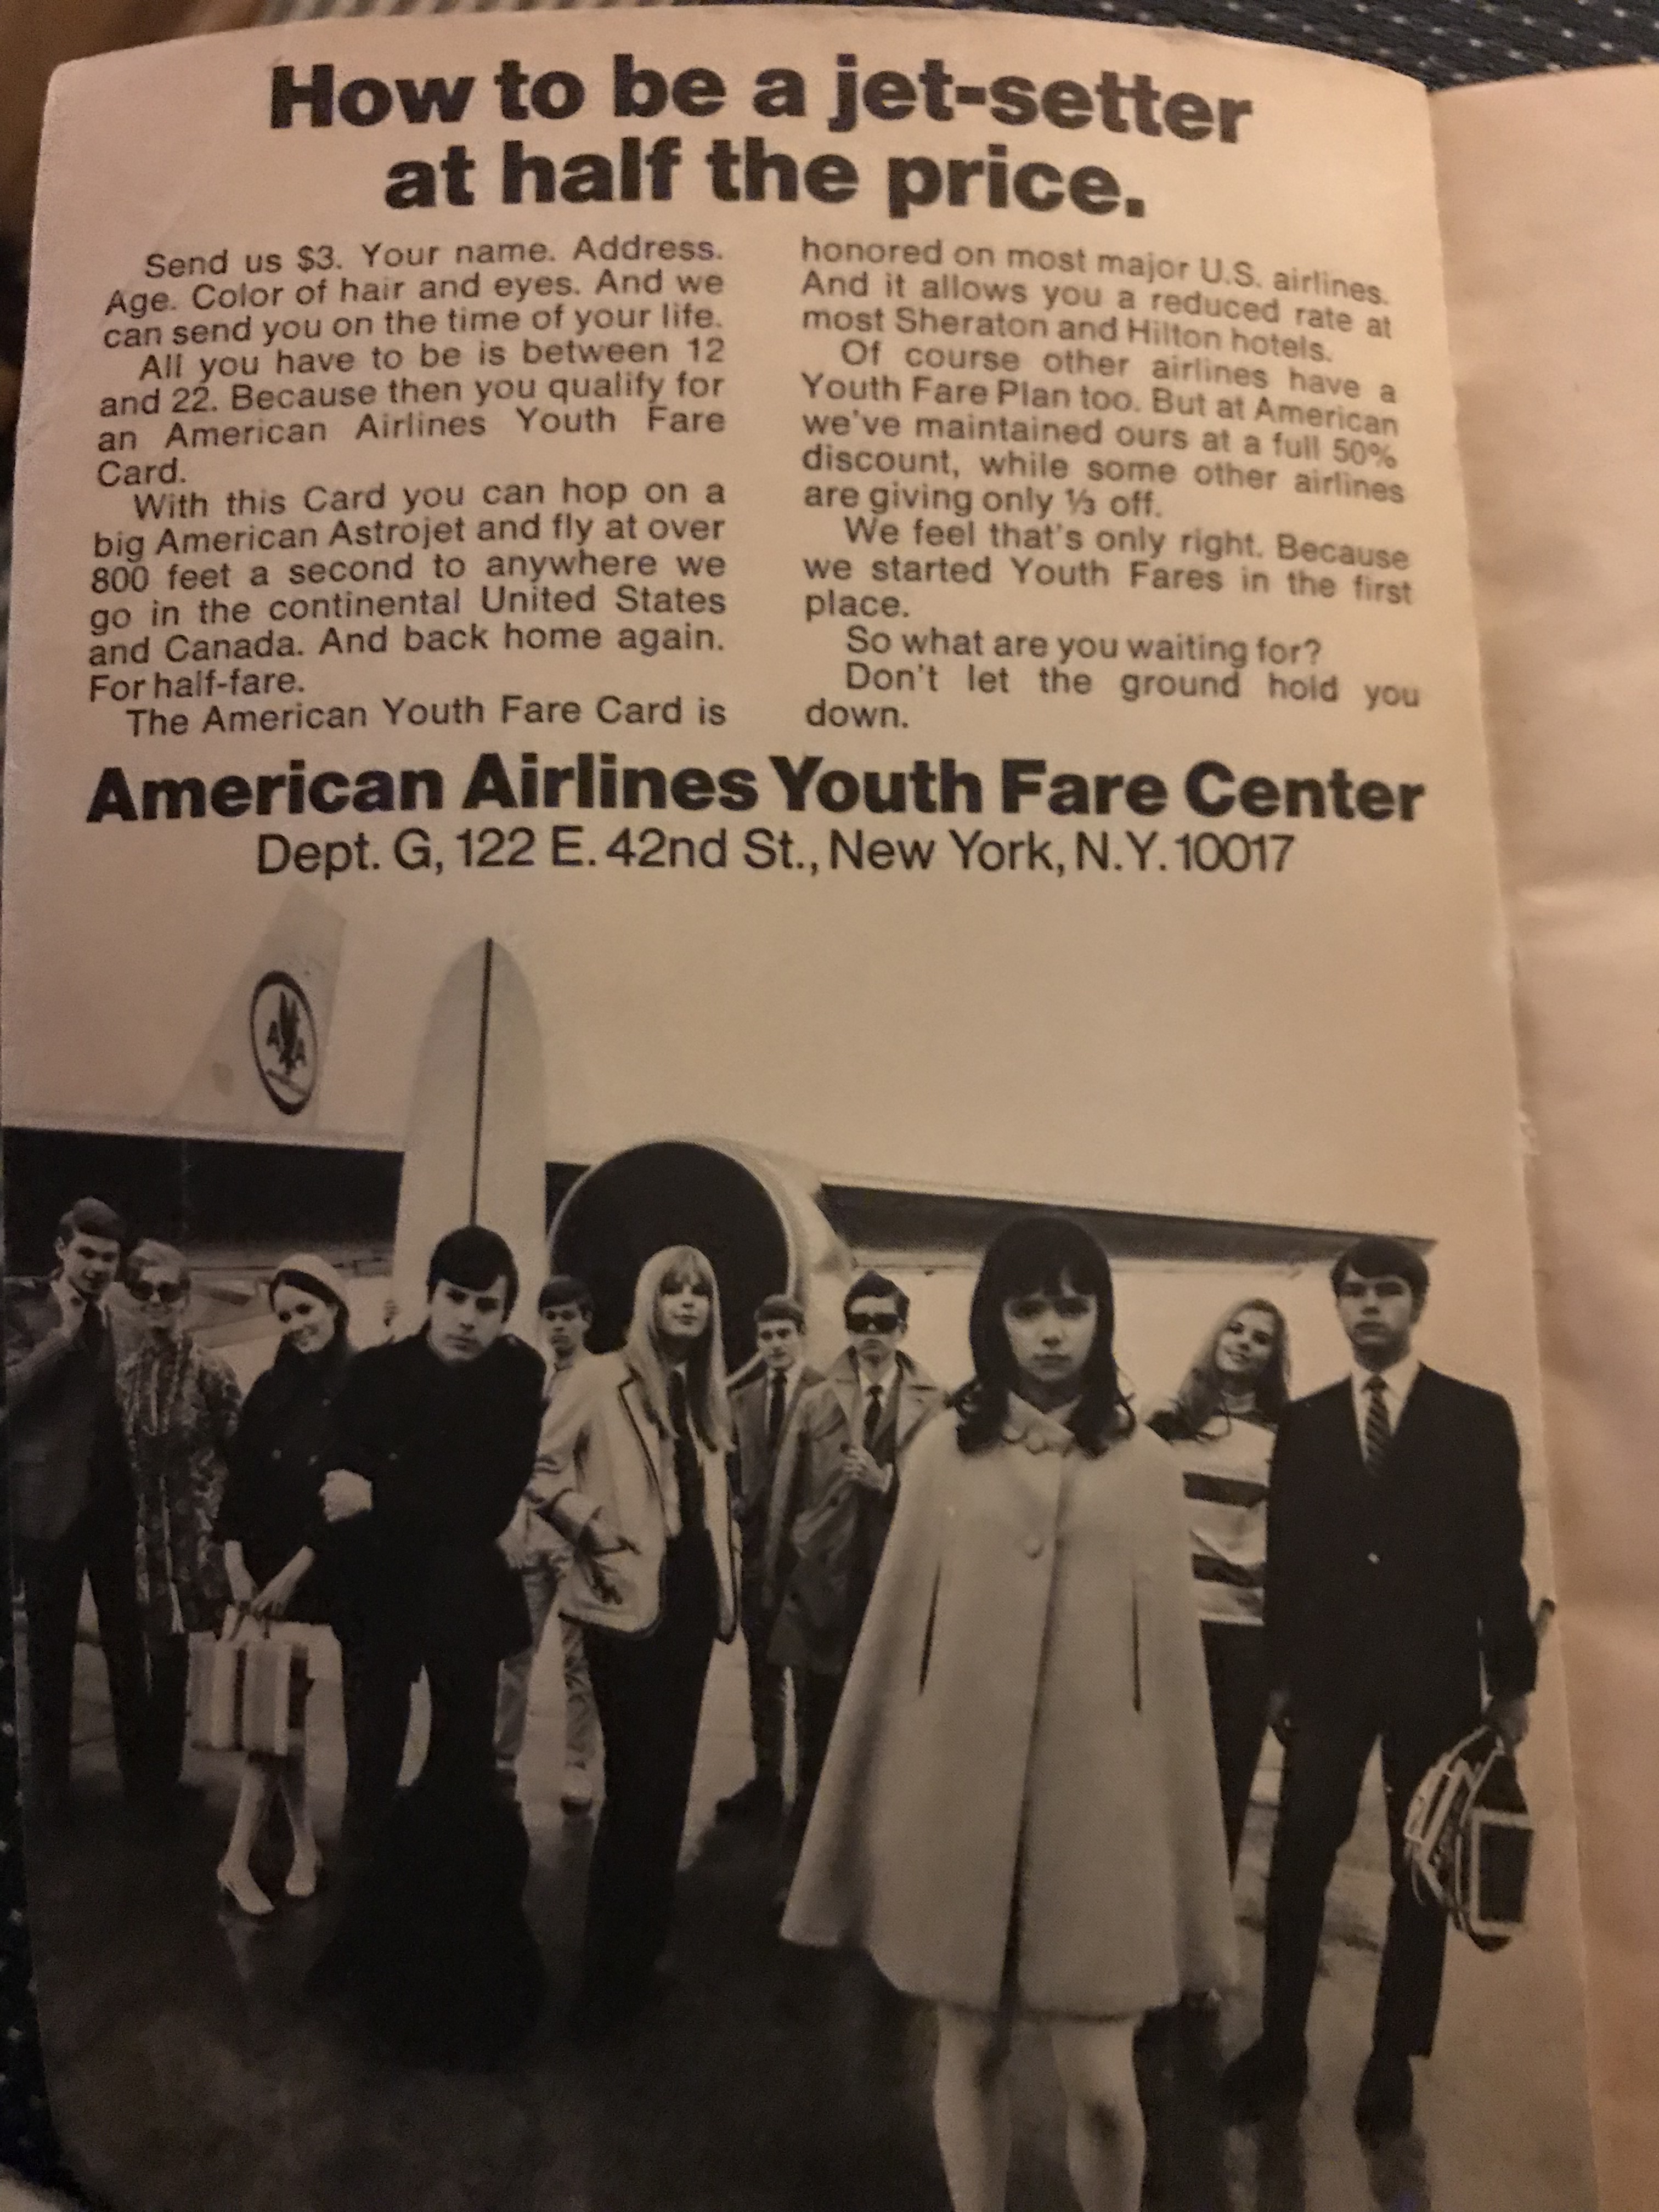 How to be a jet-setter
at half the price.
Send us $3. Your name. Address.
Age. Color of hair and eyes. And we
can send you on the time of your life.
All you have to be is between 12
and 22. Because then you qualify for
an American Airlines Youth Fare
Card.
With this Card you can hop on a
big American Astrojet and fly at over
800 feet a second to anywhere we
go in the continental United States
and Canada. And back home again.
For half-fare.
The American Youth Fare Card is
honored on most major U.S. airlines.
And it allows you a reduced rate at
most Sheraton and Hilton hotels.
Of course other airlines have a
Youth Fare Plan too. But at American
we've maintained ours at a full 50%
discount, while some other airlines
are giving only ⅓ off.
We feel that's only right. Because
we started Youth Fares in the first
place.
So what are you waiting for?
Don't let the ground hold you
down.
American Airlines Youth Fare Center
Dept. G, 122 E. 42nd St., New York, N.Y. 10017
A A